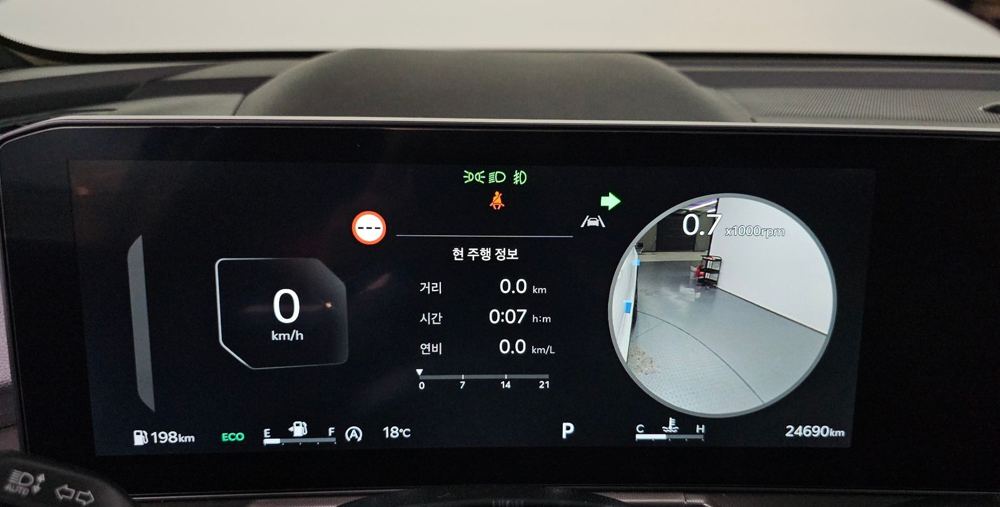 ---
현 주행 정보
거리 0.0 km
시간 0:07 h:m
연비 0.0 km/L
0 7 14 21
0
km/h
0.7 x1000rpm
198km
ECO
E F
A
18℃
P
C H
24690km
AUTO